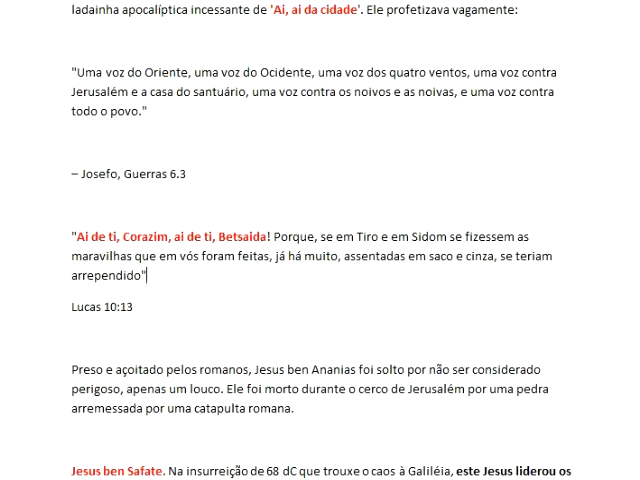 ladainha apocalíptica incessante de 'Ai, ai da cidade'. Ele profetizava vagamente:
"Uma voz do Oriente, uma voz do Ocidente, uma voz dos quatro ventos, uma voz contra
Jerusalém e a casa do santuário, uma voz contra os noivos e as noivas, e uma voz contra
todo o povo."
– Josefo, Guerras 6.3
"Ai de ti, Corazim, ai de ti, Betsaida! Porque, se em Tiro e em Sidom se fizessem as
maravilhas que em vós foram feitas, já há muito, assentadas em saco e cinza, se teriam
arrependido"
Lucas 10:13
Preso e açoitado pelos romanos, Jesus ben Ananias foi solto por não ser considerado
perigoso, apenas um louco. Ele foi morto durante o cerco de Jerusalém por uma pedra
arremessada por uma catapulta romana.
Jesus ben Safate. Na insurreição de 68 dC que trouxe o caos à Galiléia, este Jesus liderou os